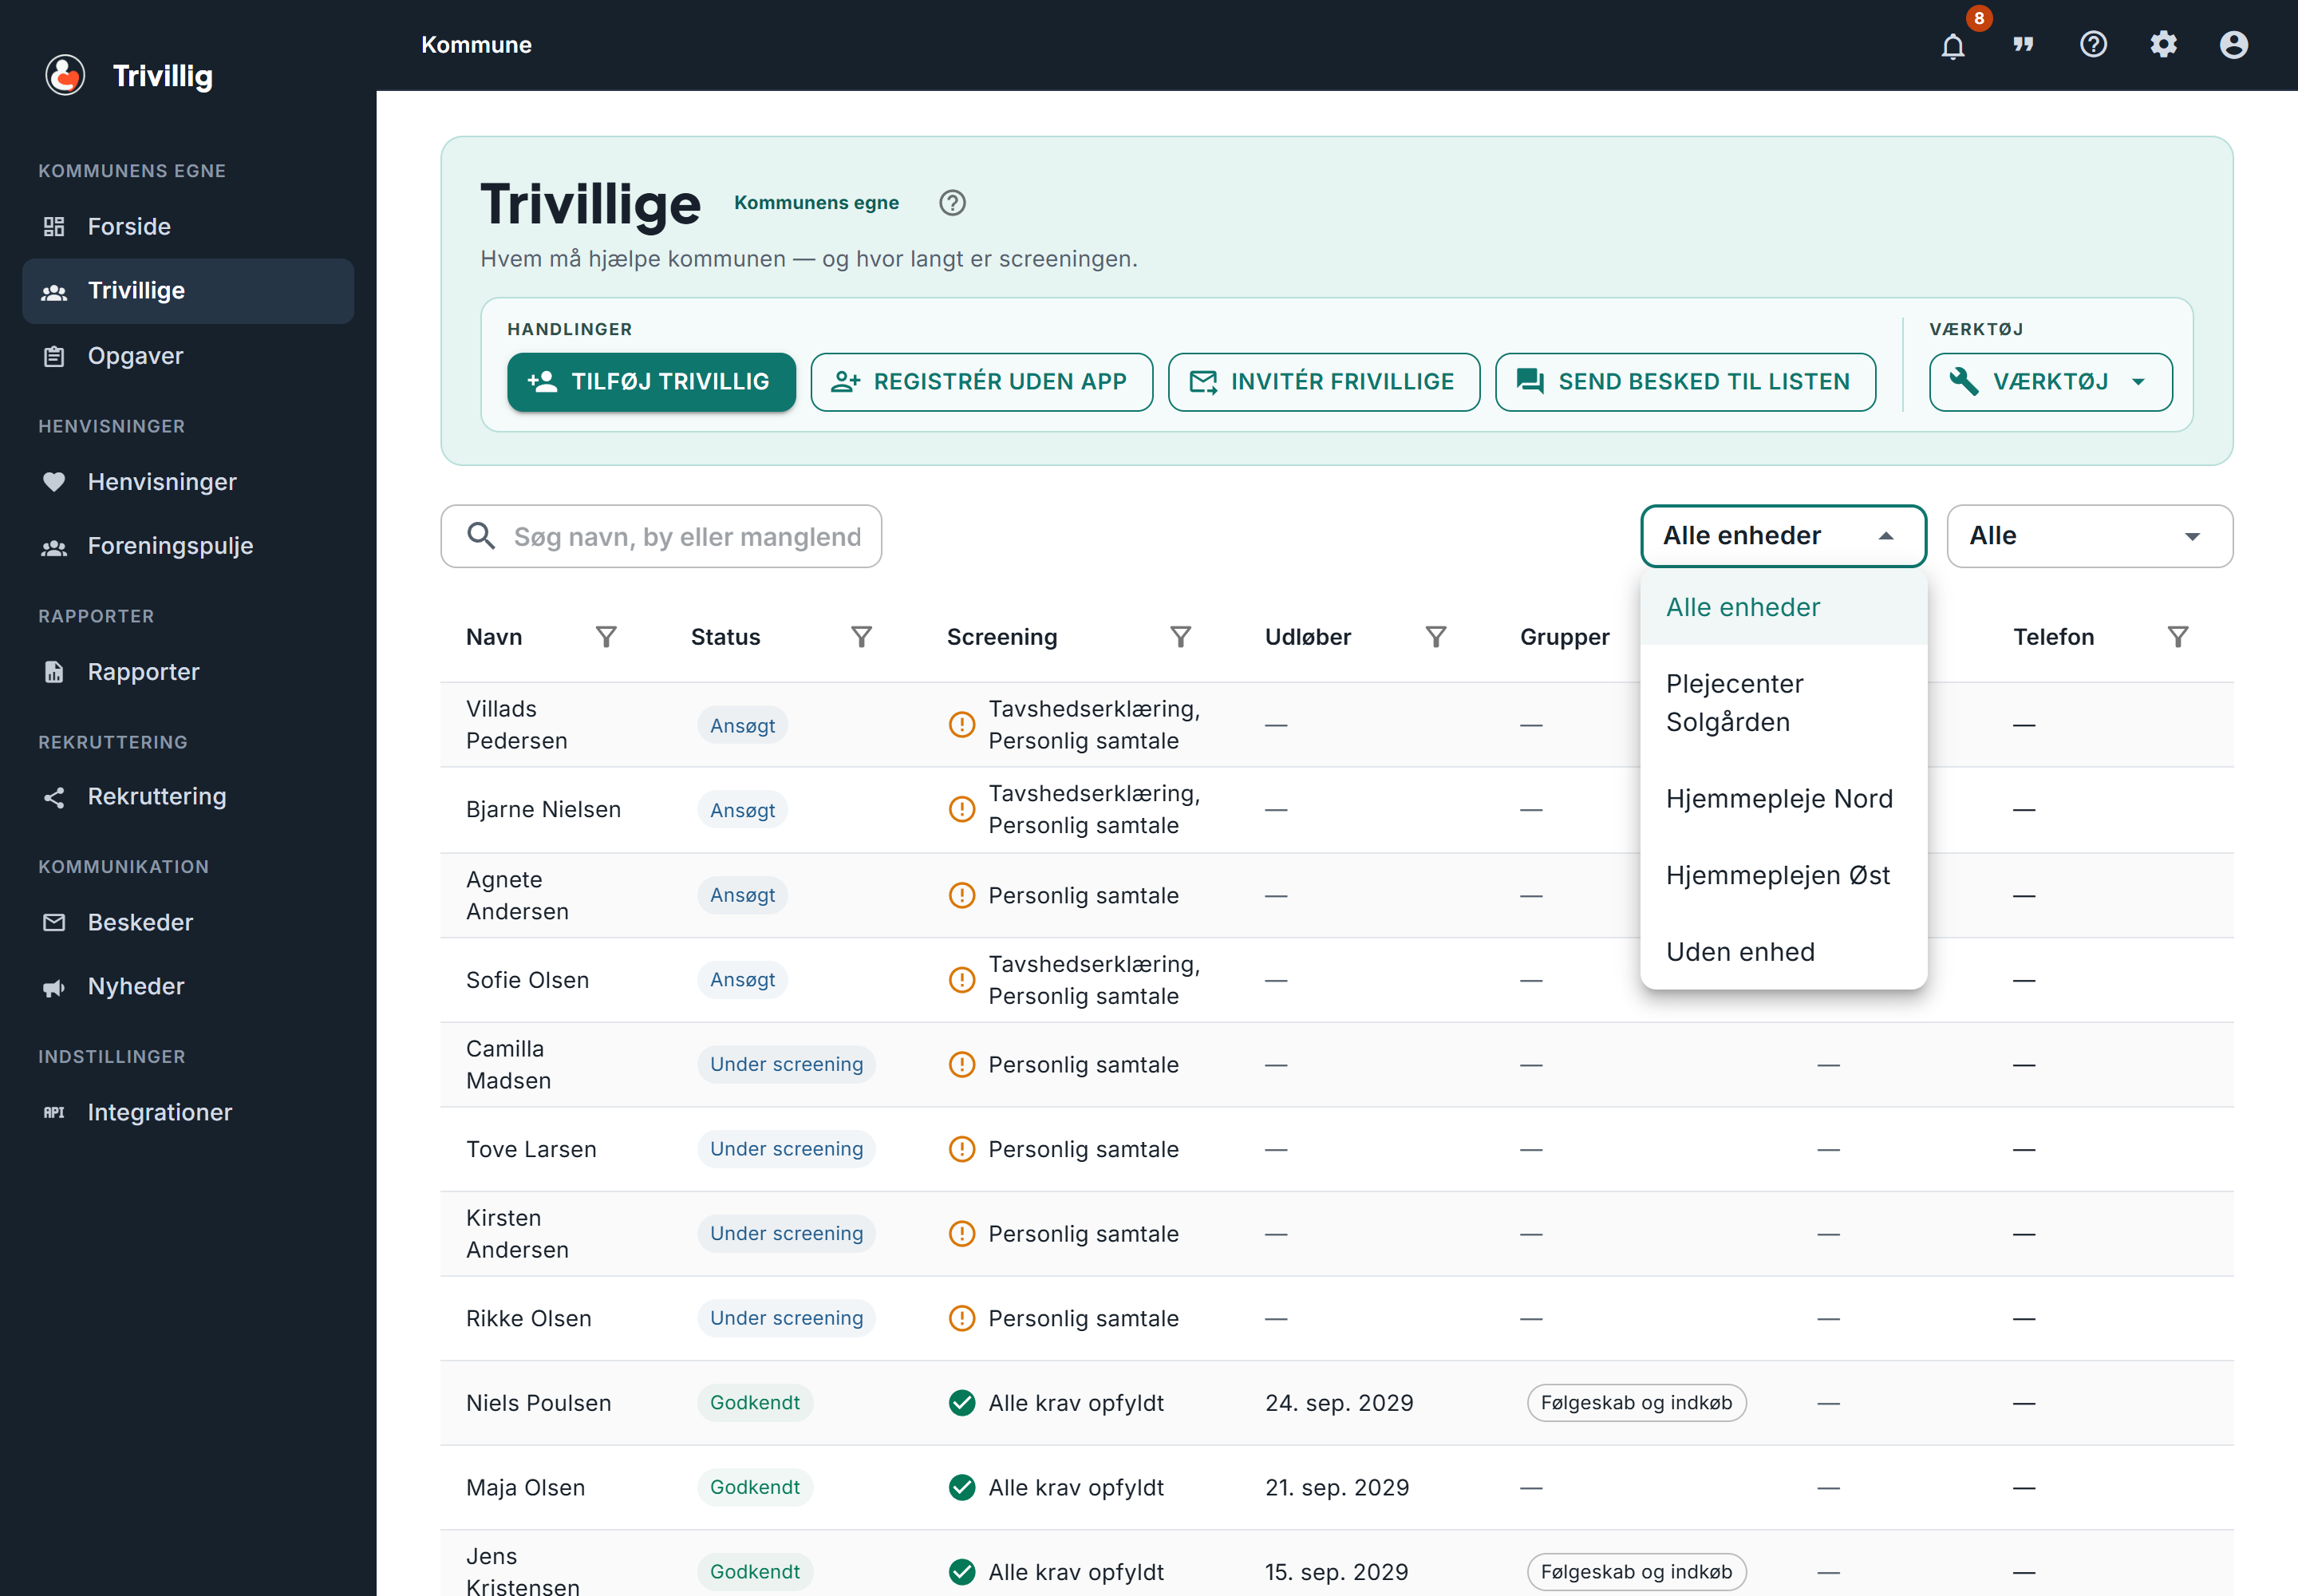 Trivillig
Kommune
8
KOMMUNENS EGNE
Forside
Trivillige
Opgaver
HENVISNINGER
Henvisninger
Foreningspulje
RAPPORTER
Rapporter
REKRUTTERING
Rekruttering
KOMMUNIKATION
Beskeder
Nyheder
INDSTILLINGER
API Integrationer
Trivillige Kommunens egne
Hvem må hjælpe kommunen — og hvor langt er screeningen.
HANDLINGER
TILFØJ TRIVILLIG
REGISTRÉR UDEN APP
INVITÉR FRIVILLIGE
SEND BESKED TIL LISTEN
VÆRKTØJ
VÆRKTØJ
Søg navn, by eller manglend
Alle enheder
Alle
Alle enheder
Plejecenter
Solgården
Hjemmepleje Nord
Hjemmeplejen Øst
Uden enhed
Navn Status Screening Udløber Grupper Telefon
Villads
Pedersen
Ansøgt
Tavshedserklæring,
Personlig samtale
— — —
Bjarne Nielsen
Ansøgt
Tavshedserklæring,
Personlig samtale
— — —
Agnete
Andersen
Ansøgt
Personlig samtale
— — —
Sofie Olsen
Ansøgt
Tavshedserklæring,
Personlig samtale
— — —
Camilla
Madsen
Under screening
Personlig samtale
— — — —
Tove Larsen
Under screening
Personlig samtale
— — — —
Kirsten
Andersen
Under screening
Personlig samtale
— — — —
Rikke Olsen
Under screening
Personlig samtale
— — — —
Niels Poulsen
Godkendt
Alle krav opfyldt
24. sep. 2029
Følgeskab og indkøb
— —
Maja Olsen
Godkendt
Alle krav opfyldt
21. sep. 2029
— — —
Jens
Kristensen
Godkendt
Alle krav opfyldt
15. sep. 2029
Følgeskab og indkøb
— —